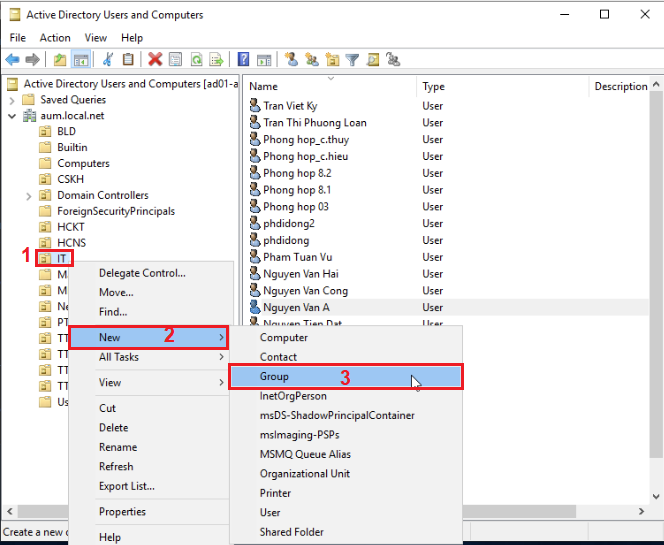 Active Directory Users and Computers
File Action View Help
Active Directory Users and Computers [ad01-a
Saved Queries
aum.local.net
BLD
Builtin
Computers
CSKH
Domain Controllers
ForeignSecurityPrincipals
HCKT
HCNS
1 IT
M
M
Ne
PT
TT
TT
TT
TT
Us
Name Type Description
Tran Viet Ky User
Tran Thi Phuong Loan User
Phong hop_c.thuy User
Phong hop_c.hieu User
Phong hop 8.2 User
Phong hop 8.1 User
Phong hop 03 User
phdidong2 User
phdidong User
Pham Tuan Vu User
Nguyen Van Hai User
Nguyen Van Cong User
Nguyen Van A User
Nguyen Tien Dat User
Delegate Control...
Move...
Find...
New 2
All Tasks
View
Cut
Delete
Rename
Refresh
Export List...
Properties
Help
Computer
Contact
Group 3
InetOrgPerson
msDS-ShadowPrincipalContainer
msImaging-PSPs
MSMQ Queue Alias
Organizational Unit
Printer
User
Shared Folder
Create a new o